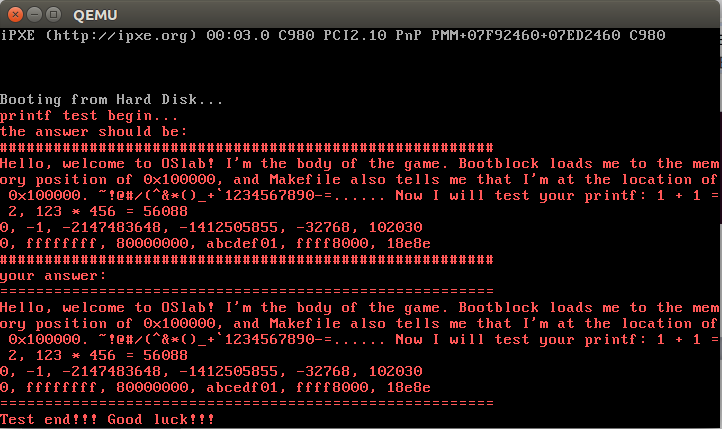 QEMU
iPXE (http://ipxe.org) 00:03.0 C980 PCI2.10 PnP PMM+07F92460+07ED2460 C980
Booting from Hard Disk...
printf test begin...
the answer should be:
#######################################################
Hello, welcome to OSlab! I'm the body of the game. Bootblock loads me to the mem
ory position of 0x100000, and Makefile also tells me that I'm at the location of
 0x100000. ~!@#/(^&*()_+`1234567890-=...... Now I will test your printf: 1 + 1 =
 2, 123 * 456 = 56088
0, -1, -2147483648, -1412505855, -32768, 102030
0, ffffffff, 80000000, abcdef01, ffff8000, 18e8e
#######################################################
your answer:
=======================================================
Hello, welcome to OSlab! I'm the body of the game. Bootblock loads me to the mem
ory position of 0x100000, and Makefile also tells me that I'm at the location of
 0x100000. ~!@#/(^&*()_+`1234567890-=...... Now I will test your printf: 1 + 1 =
 2, 123 * 456 = 56088
0, -1, -2147483648, -1412505855, -32768, 102030
0, ffffffff, 80000000, abcedf01, ffff8000, 18e8e
=======================================================
Test end!!! Good luck!!!